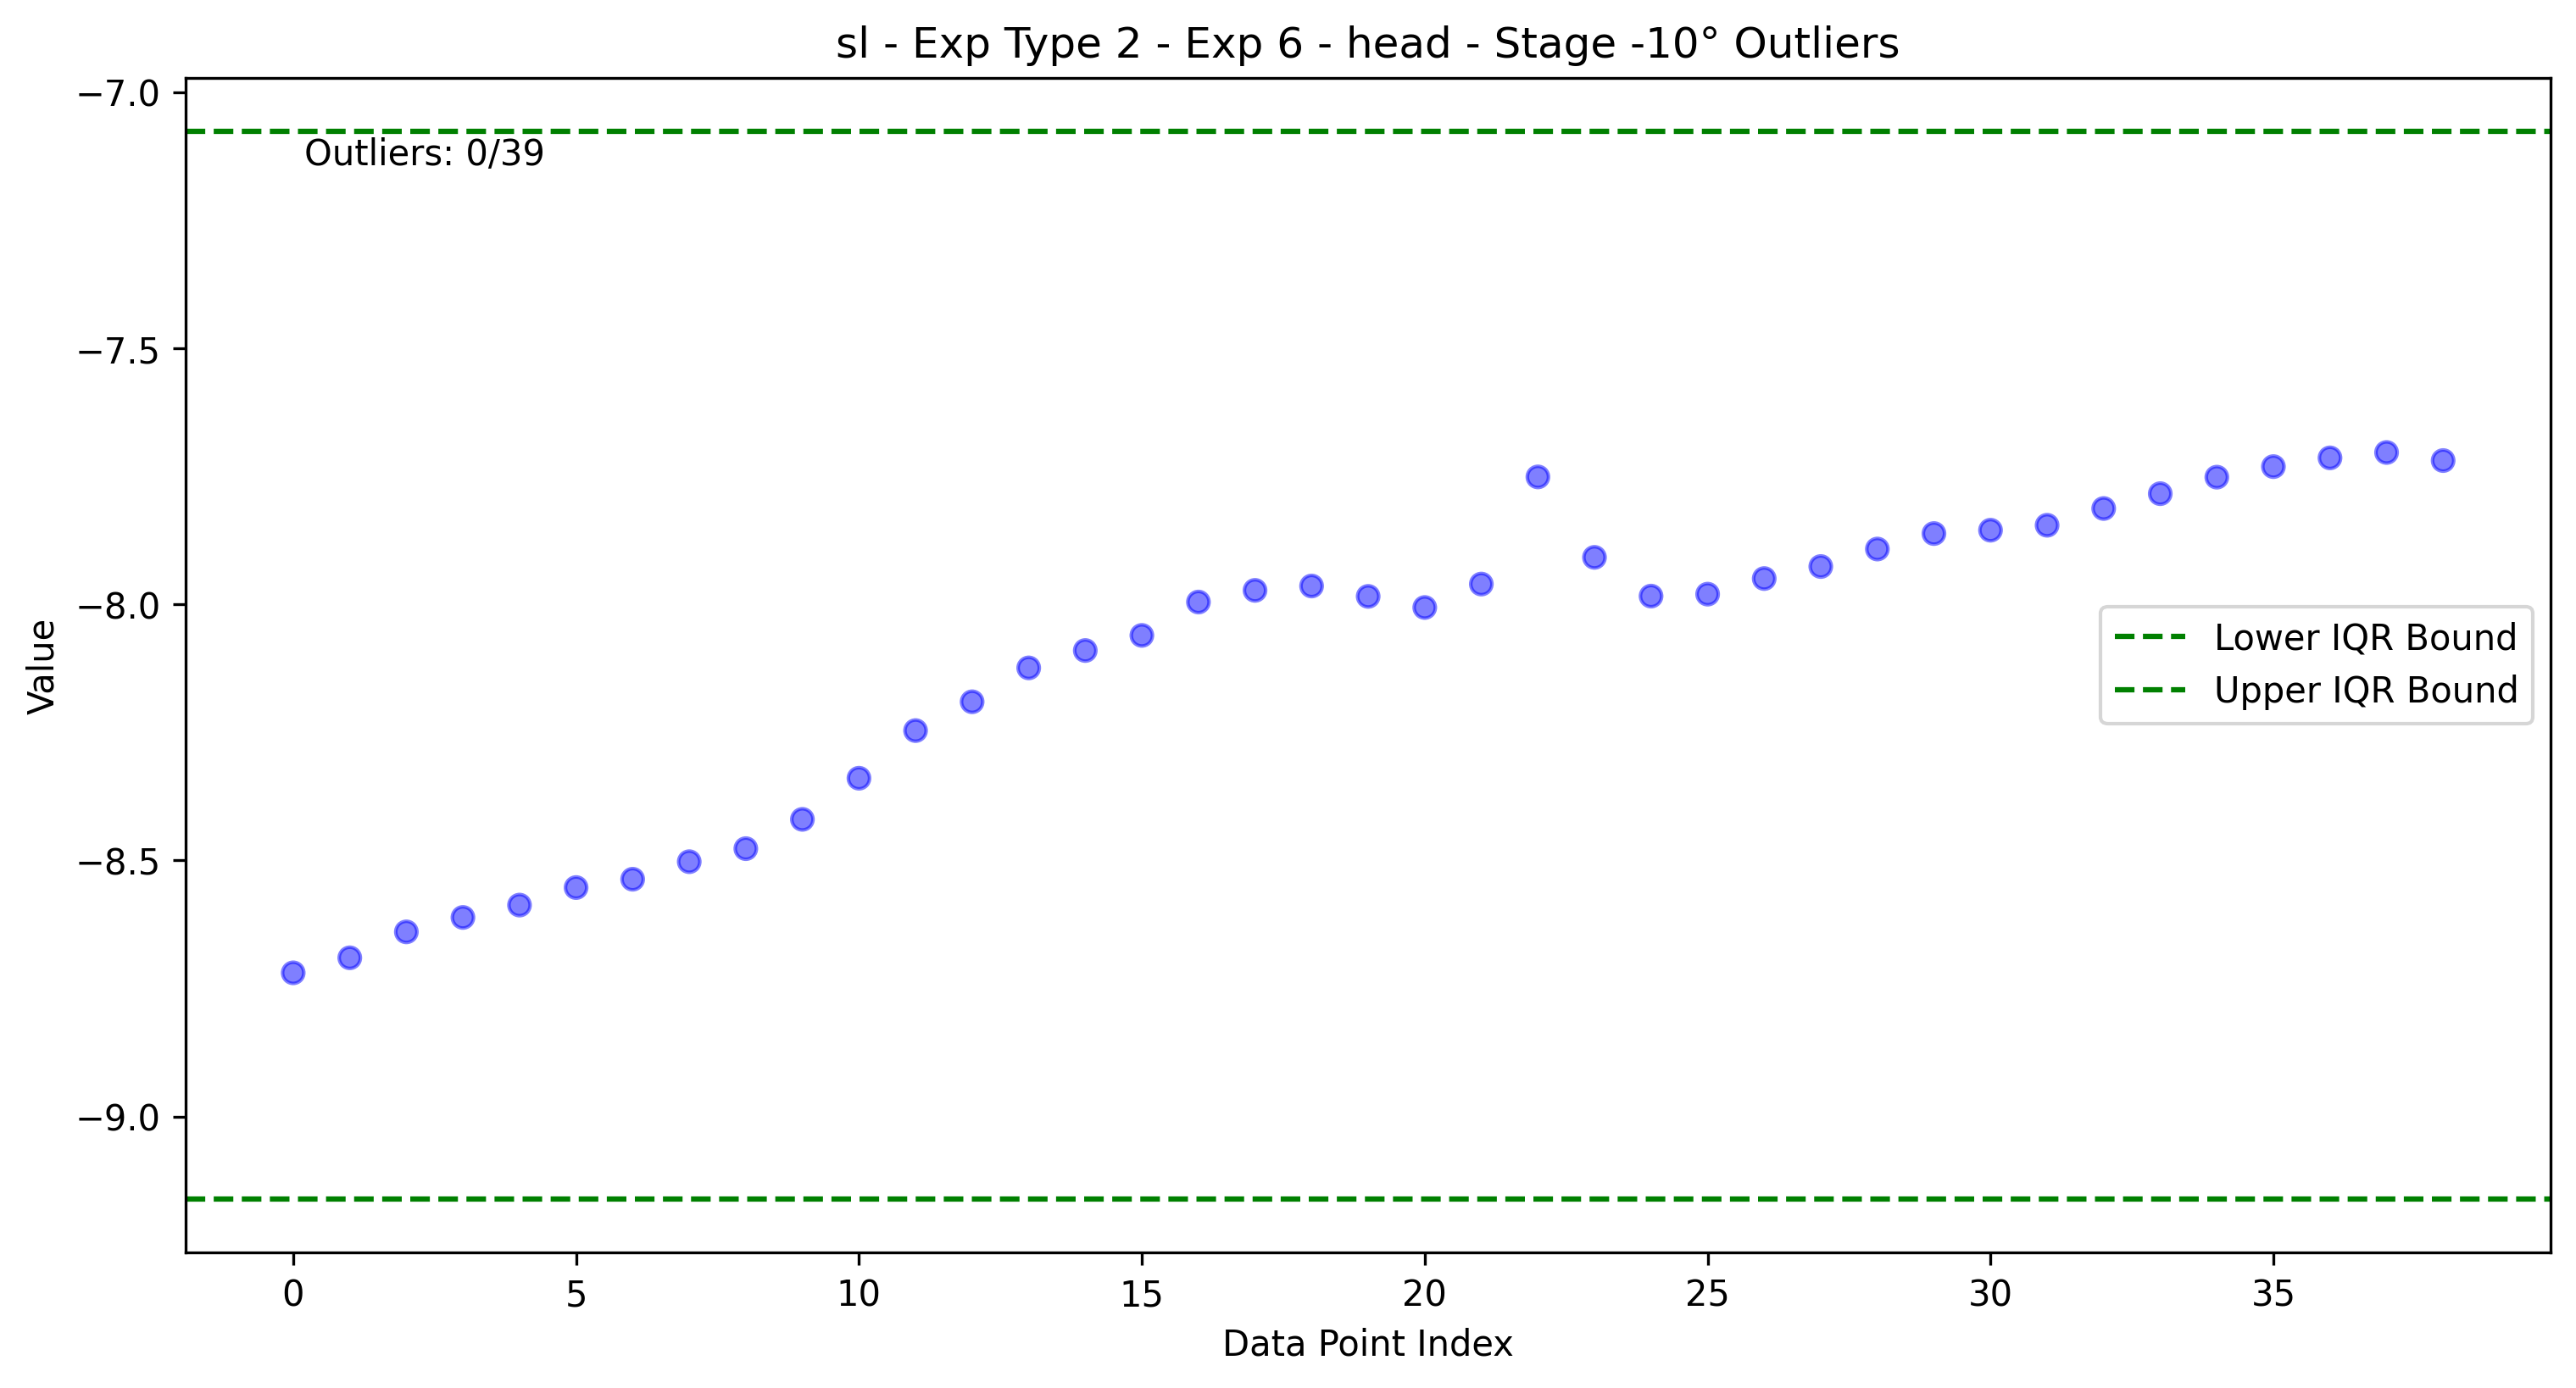 sl - Exp Type 2 - Exp 6 - head - Stage -10° Outliers
−7.0
Outliers: 0/39
−7.5
−8.0
Lower IQR Bound
Upper IQR Bound
Value
−8.5
−9.0
0 5 10 15 20 25 30 35
Data Point Index